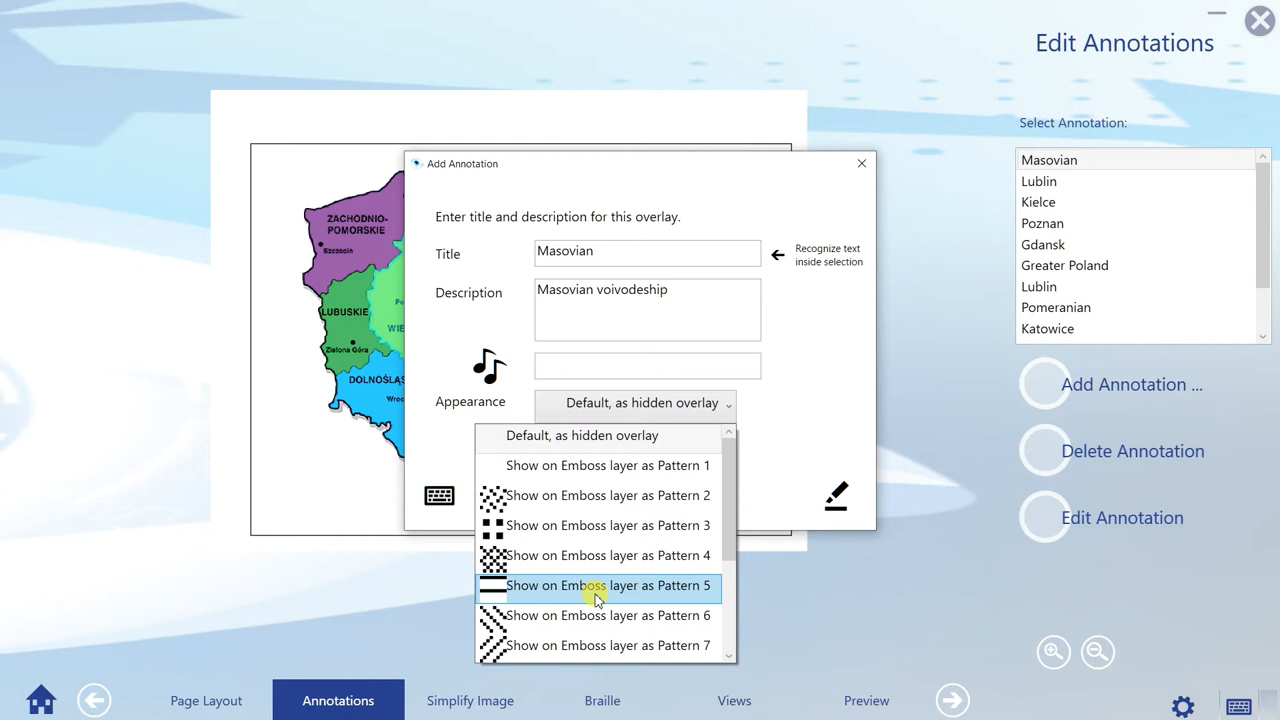 Edit Annotations
Select Annotation:
Masovian
Lublin
Kielce
Poznan
Gdansk
Greater Poland
Lublin
Pomeranian
Katowice
Add Annotation ...
Delete Annotation
Edit Annotation
ZACHODNIO-
POMORSKIE
Szczecin
LUBUSKIE
Zielona Góra
Po
WIE
DOLNOŚLĄS
Wroc
Add Annotation
Enter title and description for this overlay.
Title
Masovian
Recognize text
inside selection
Description
Masovian voivodeship
Appearance
Default, as hidden overlay
Default, as hidden overlay
Show on Emboss layer as Pattern 1
Show on Emboss layer as Pattern 2
Show on Emboss layer as Pattern 3
Show on Emboss layer as Pattern 4
Show on Emboss layer as Pattern 5
Show on Emboss layer as Pattern 6
Show on Emboss layer as Pattern 7
Page Layout
Annotations
Simplify Image
Braille
Views
Preview